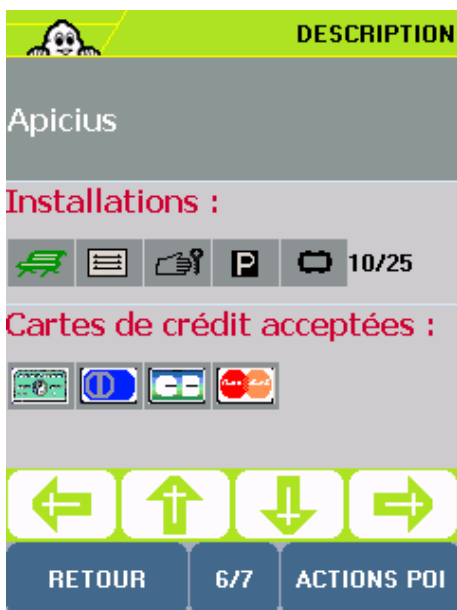 DESCRIPTION
Apicius
Installations :
P 10/25
Cartes de crédit acceptées :
RETOUR 6/7 ACTIONS POI